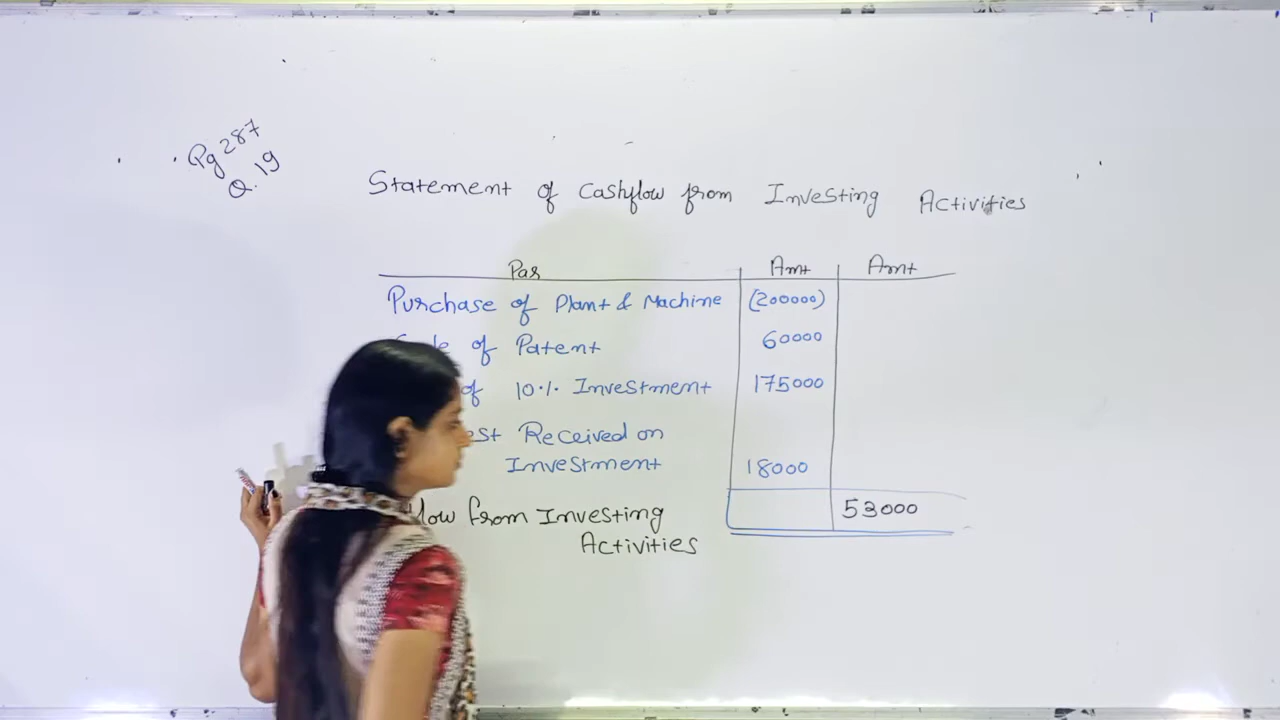 Pg 287
Q. 19
Statement of Cashflow from Investing Activities
Par Amt Amt
Purchase of Plant & Machine (200000)
of Patent 60000
of 10.1. Investment 175000
Received on
Investment 18000
from Investing 53000
Activities